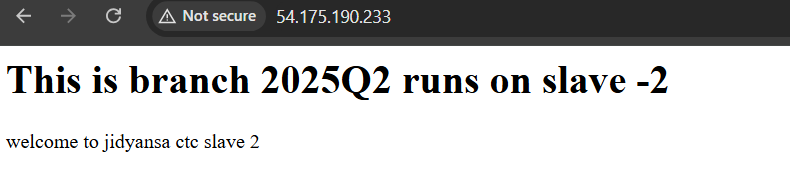 Not secure 54.175.190.233
This is branch 2025Q2 runs on slave -2
welcome to jidyansa ctc slave 2